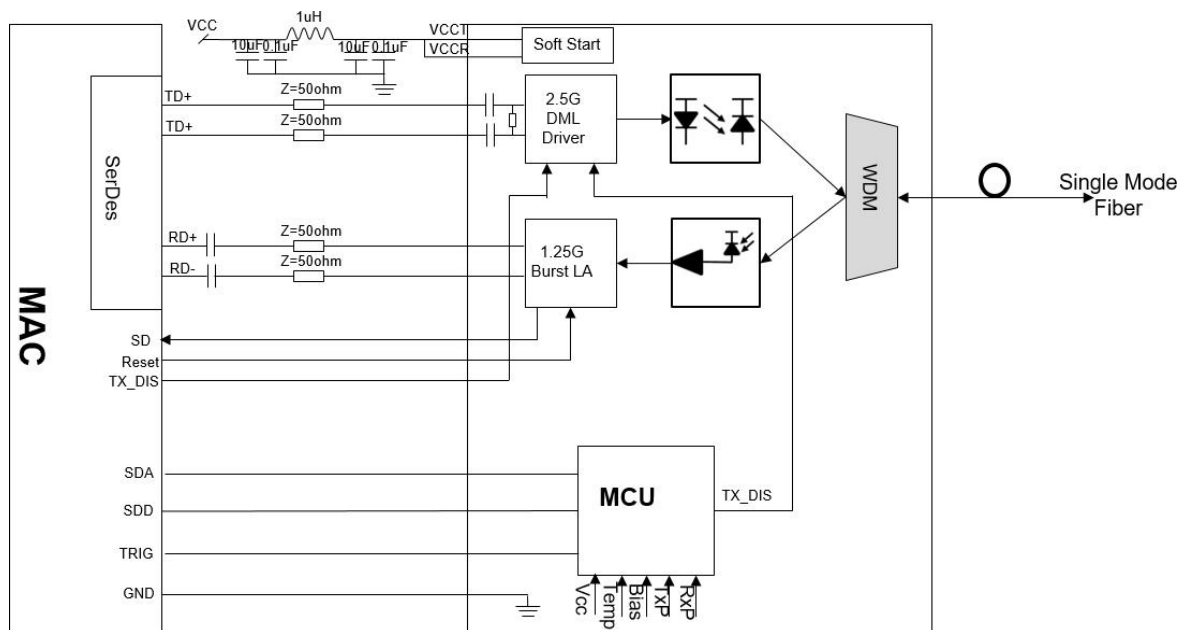 1uH
VCC
VCCT
VCCR
Soft Start
10uF
0.1uF
10uF
0.1uF
TD+
Z=50ohm
TD+
Z=50ohm
2.5G
DML
Driver
SerDes
WDM
Single Mode
Fiber
RD+
Z=50ohm
RD-
Z=50ohm
1.25G
Burst LA
MAC
SD
Reset
TX_DIS
SDA
SDD
TRIG
GND
MCU
TX_DIS
Vcc
Temp
Bias
TxP
RxP